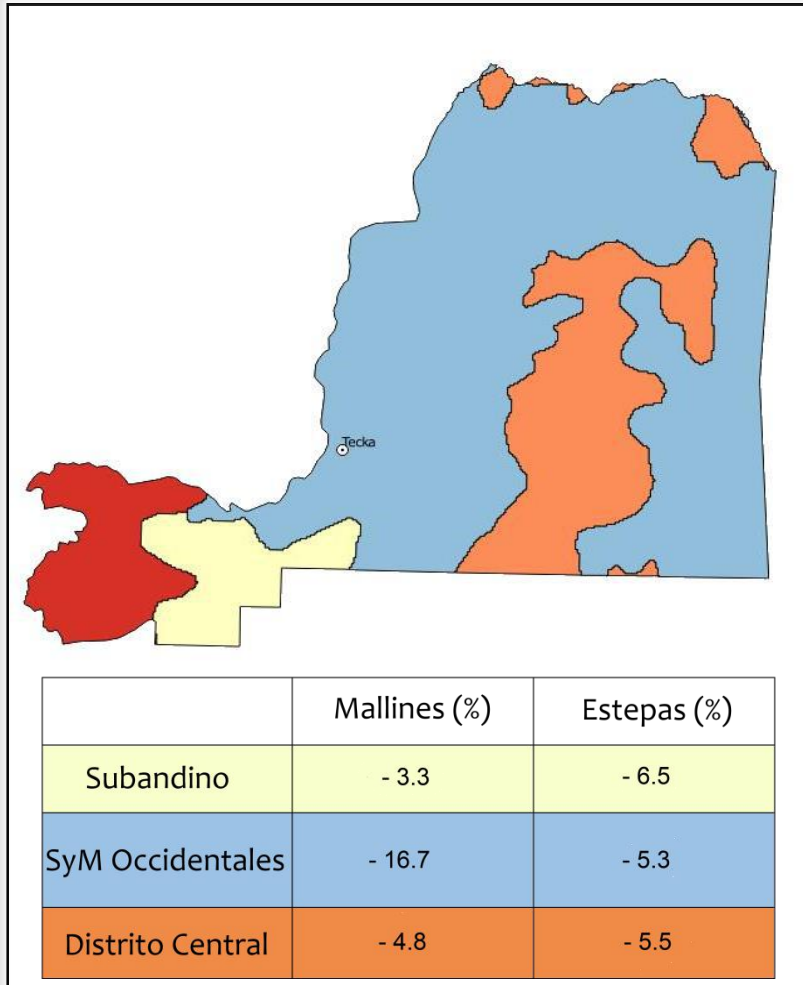 Tecka
Mallines (%) Estepas (%)
Subandino - 3.3 - 6.5
SyM Occidentales - 16.7 - 5.3
Distrito Central - 4.8 - 5.5